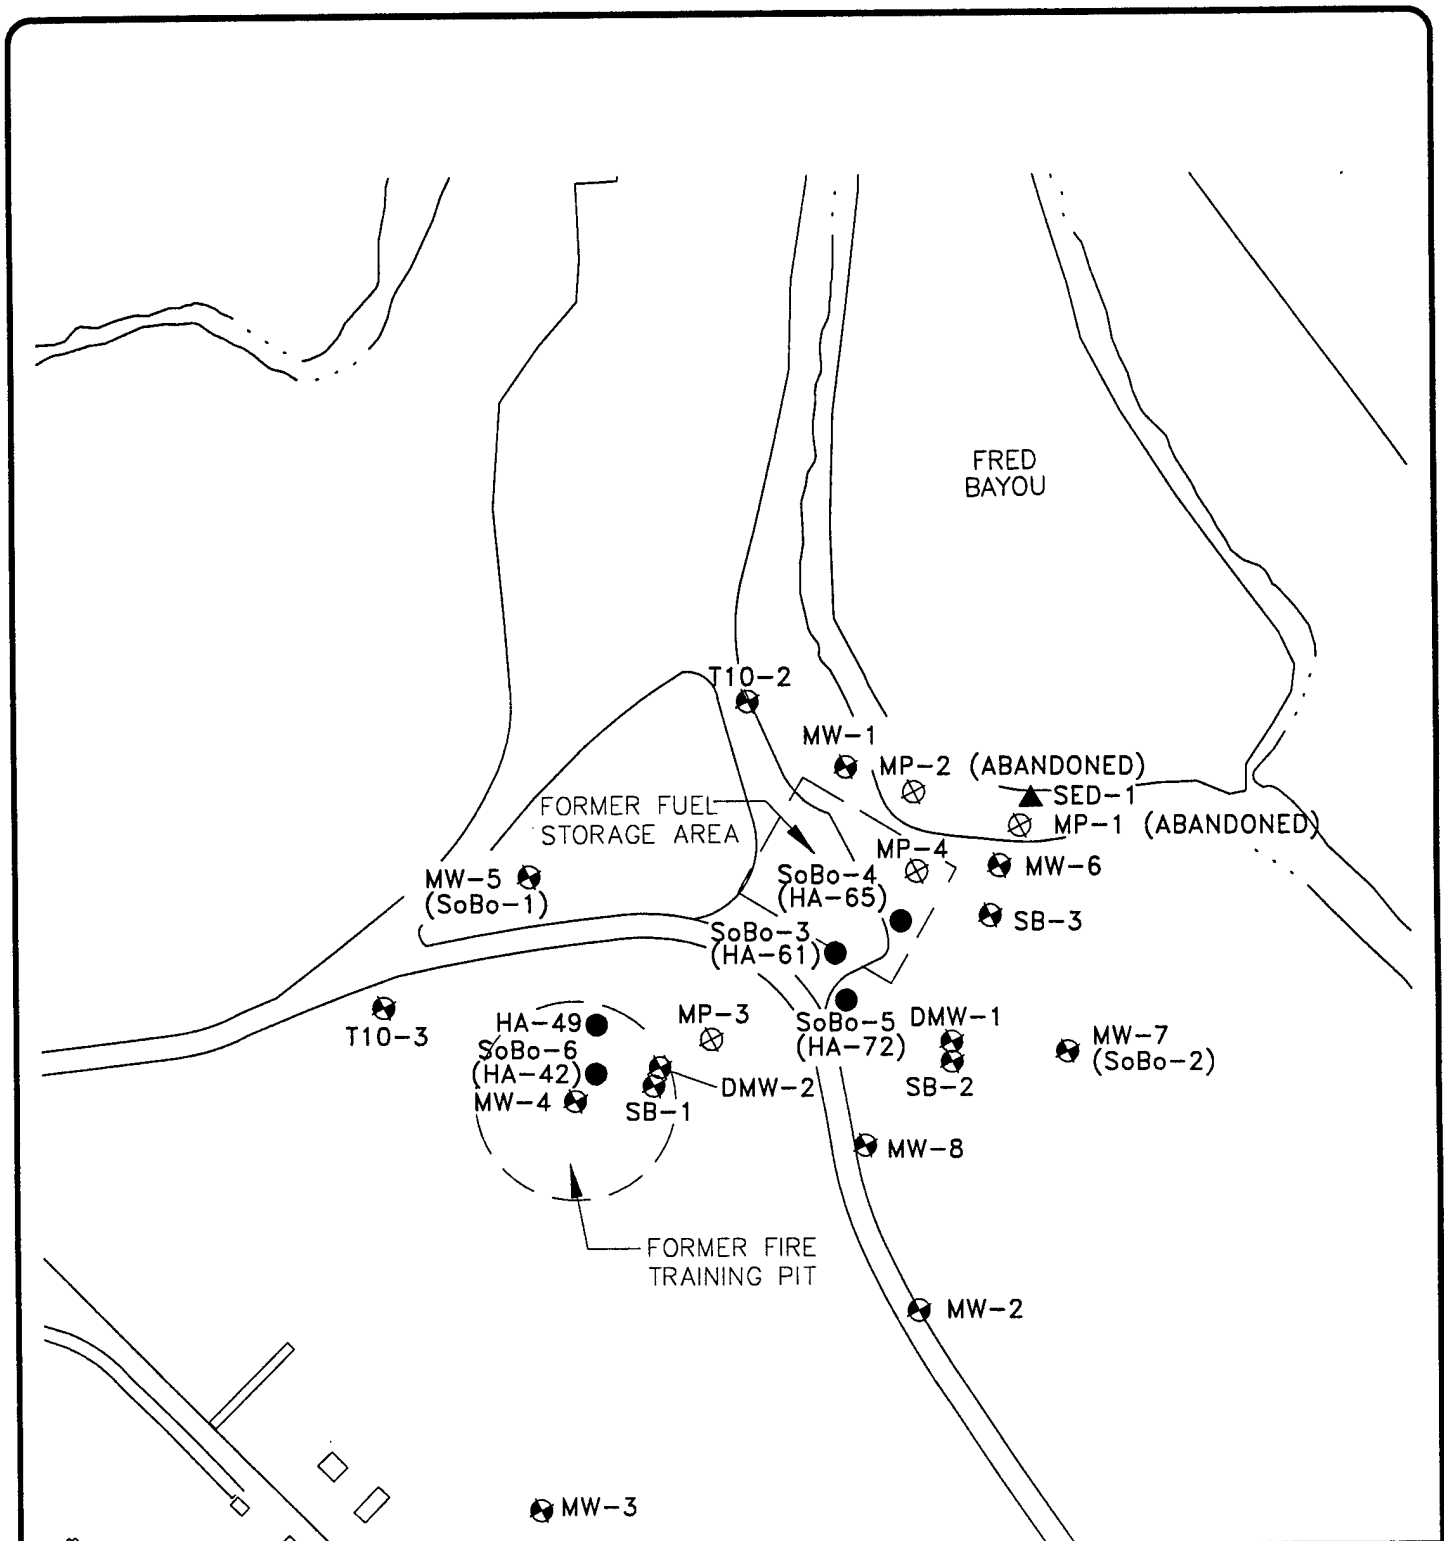 FRED
BAYOU
T10-2
MW-1
MP-2 (ABANDONED)
SED-1
FORMER FUEL
STORAGE AREA
MP-1 (ABANDONED)
MP-4
MW-6
MW-5
(SoBo-1)
SoBo-4
(HA-65)
SB-3
SoBo-3
(HA-61)
T10-3
HA-49
MP-3
SoBo-5
(HA-72)
DMW-1
MW-7
(SoBo-2)
SoBo-6
(HA-42)
DMW-2
SB-2
MW-4
SB-1
MW-8
FORMER FIRE
TRAINING PIT
MW-2
MW-3